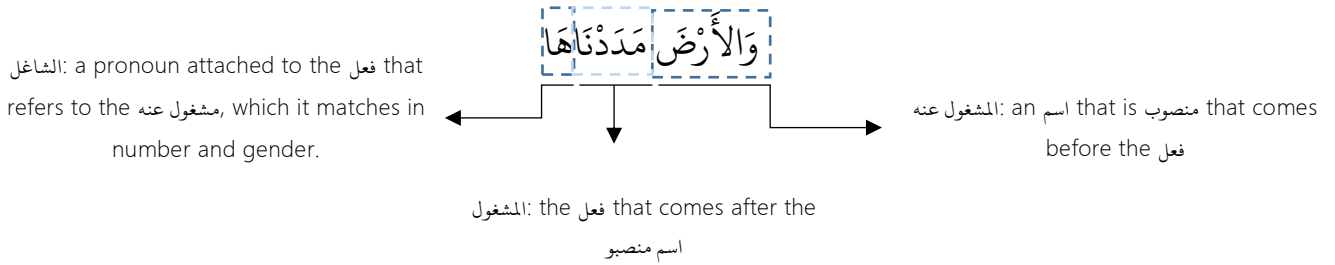 وَالأَرْضَ مَدَدْنَاهَا
الشاغل: a pronoun attached to the فعل that
refers to the مشغول عنه, which it matches in
number and gender.
المشغول عنه: an اسم that is منصوب that comes
before the فعل
المشغول: the فعل that comes after the
اسم منصبو